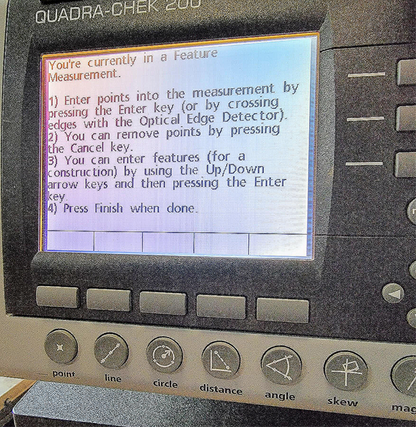 QUADRA-CHEK 200
You're currently in a Feature
Measurement.
1) Enter points into the measurement by
pressing the Enter key (or by crossing
edges with the Optical Edge Detector).
2) You can remove points by pressing
the Cancel key.
3) You can enter features (for a
construction) by using the Up/Down
arrow keys and then pressing the Enter
key
4) Press Finish when done.
point line circle distance angle skew mag